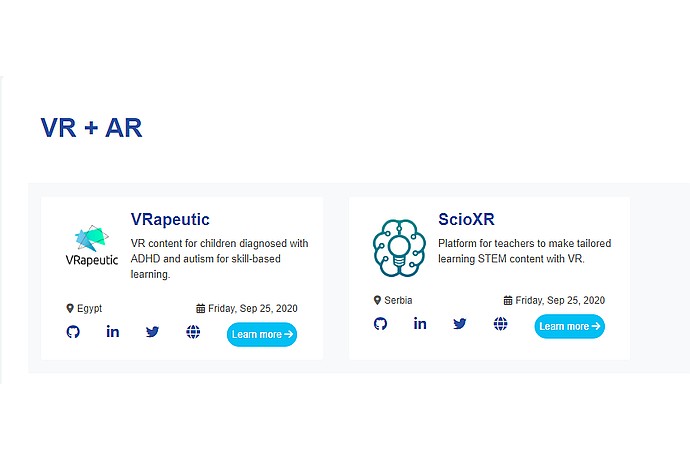 VR + AR
VRapeutic
VRapeutic
VR content for children diagnosed with
ADHD and autism for skill-based
learning.
Egypt
Friday, Sep 25, 2020
Learn more →
ScioXR
Platform for teachers to make tailored
learning STEM content with VR.
Serbia
Friday, Sep 25, 2020
Learn more →